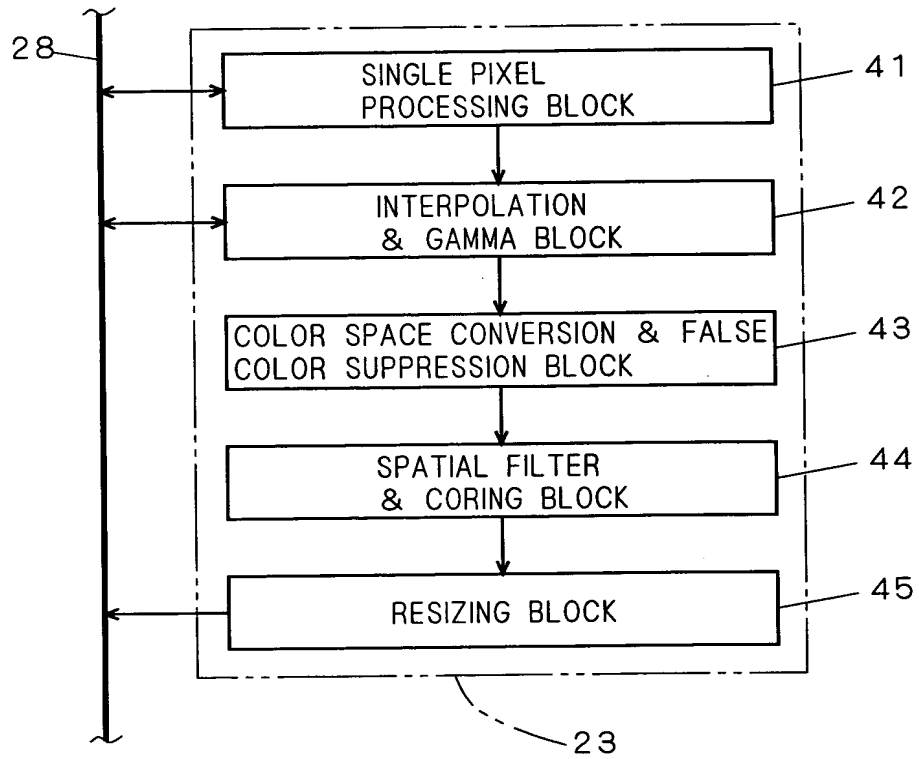 28
SINGLE PIXEL
PROCESSING BLOCK
41
INTERPOLATION
& GAMMA BLOCK
42
COLOR SPACE CONVERSION & FALSE
COLOR SUPPRESSION BLOCK
43
SPATIAL FILTER
& CORING BLOCK
44
RESIZING BLOCK
45
23